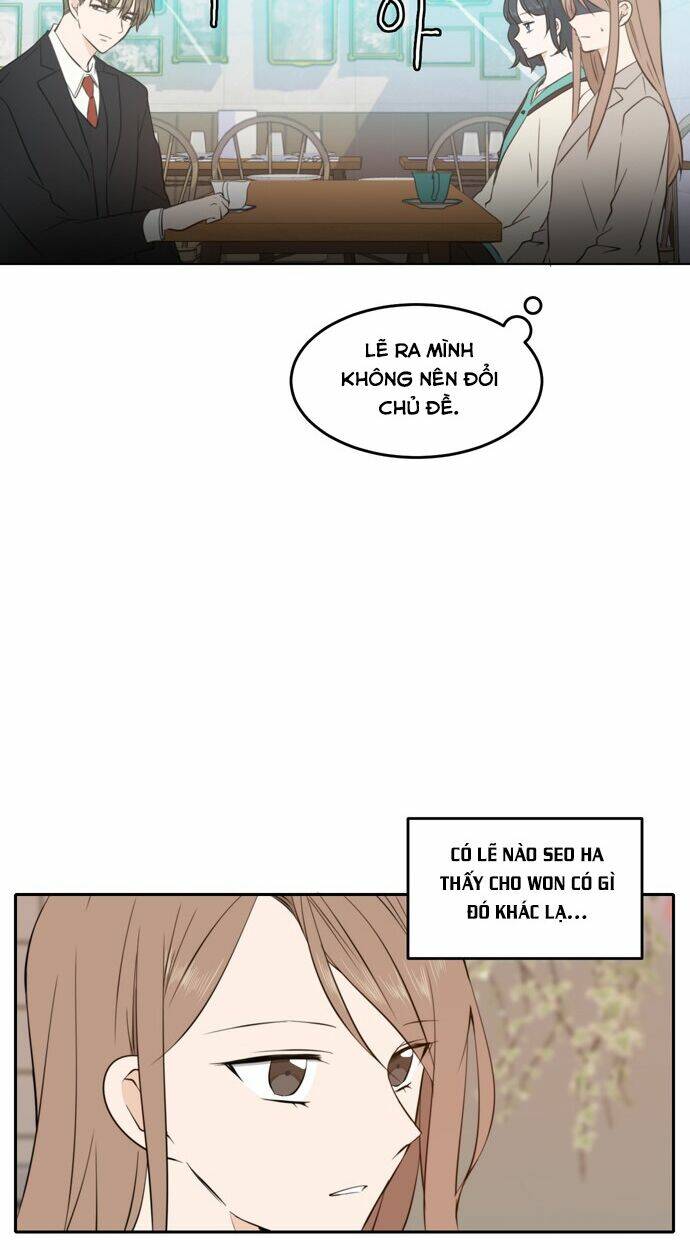 야
LẼ RA MÌNH
KHÔNG NÊN ĐỔI
CHỦ ĐỀ.
CÓ LẼ NÀO SEO HA
THẤY CHO WON CÓ GÌ
ĐÓ KHÁC LẠ...